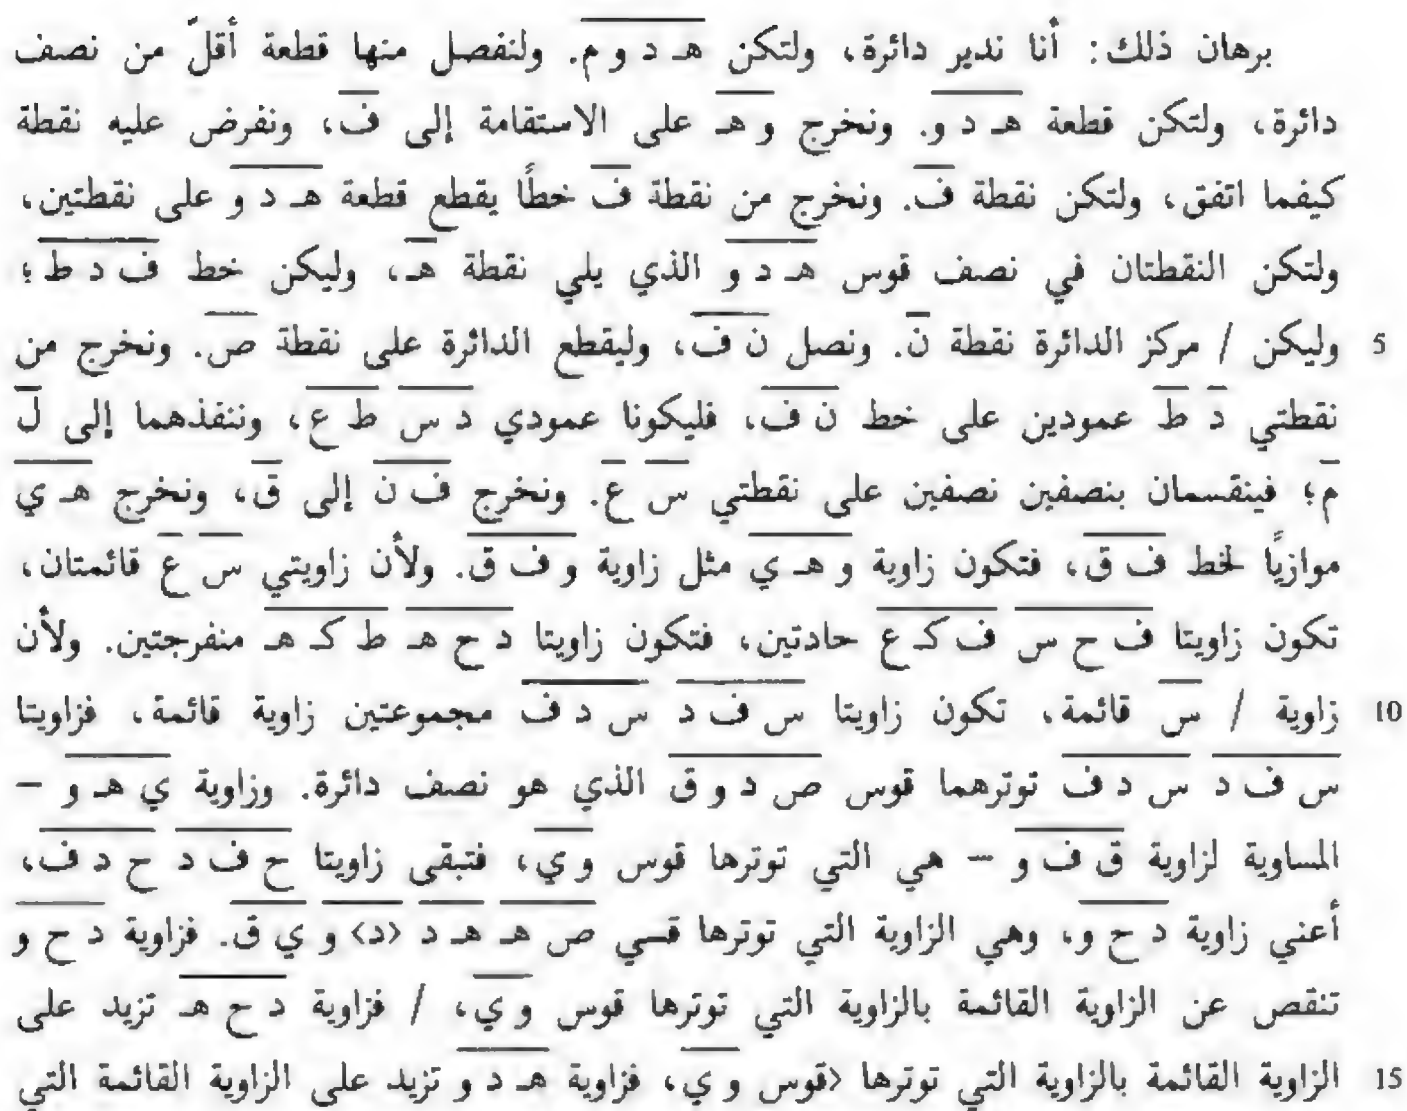 برهان ذلك: أنا ندير دائرة، ولتكن هـ د و م. ولنفصل منها قطعة أقلّ من نصف
دائرة، ولتكن قطعة هـ د و. ونخرج و هـ على الاستقامة إلى ف، ونفرض عليه نقطة
كيفما اتفق، ولتكن نقطة ف. ونخرج من نقطة ف خطًا يقطع قطعة هـ د و على نقطتين،
ولتكن النقطتان في نصف قوس هـ د و الذي يلي نقطة هـ، وليكن خط ف د ط؛
5 وليكن / مركز الدائرة نقطة ن. ونصل ن ف، وليقطع الدائرة على نقطة ص. ونخرج من
نقطتي د ط عمودين على خط ن ف، فليكونا عمودي د س ط ع، وننفذهما إلى ل
م؛ فينقسمان بنصفين نصفين على نقطتي س ع. ونخرج ف ن إلى ق، ونخرج هـ ي
موازيًا لخط ف ق، فتكون زاوية و هـ ي مثل زاوية و ف ق. ولأن زاويتي س ع قائمتان،
تكون زاويتا ف ح س ف كـ ع حادتين، فتكون زاويتا د ح هـ ط كـ هـ منفرجتين. ولأن
10 زاوية / س قائمة، تكون زاويتا س ف د س د ف مجموعتين زاوية قائمة، فزاويتا
س ف د س د ف توترهما قوس ص د و ق الذي هو نصف دائرة. وزاوية ي هـ و -
المساوية لزاوية ق ف و - هي التي توترها قوس و ي، فتبقى زاويتا ح ف د ح د ف،
أعني زاوية د ح و، وهي الزاوية التي توترها قسي ص هـ هـ د <د> و ي ق. فزاوية د ح و
تنقص عن الزاوية القائمة بالزاوية التي توترها قوس و ي، / فزاوية د ح هـ تزيد على
15 الزاوية القائمة بالزاوية التي توترها <قوس و ي، فزاوية هـ د و تزيد على الزاوية القائمة التي